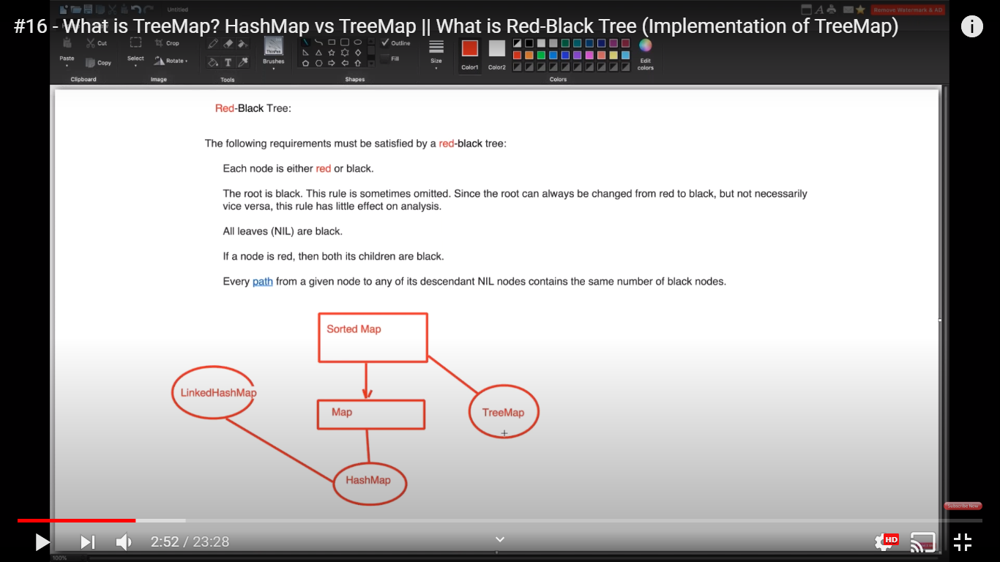 Untitled
Remove Watermark & AD
#16 - What is TreeMap? HashMap vs TreeMap || What is Red-Black Tree (Implementation of TreeMap)
Paste
Cut
Copy
Clipboard
Select
Crop
Rotate
Image
T
Tools
ThinPen
Brushes
Outline
Fill
Shapes
Size
Color1
Color2
Edit
colors
Colors
Red-Black Tree:
The following requirements must be satisfied by a red-black tree:
Each node is either red or black.
The root is black. This rule is sometimes omitted. Since the root can always be changed from red to black, but not necessarily
vice versa, this rule has little effect on analysis.
All leaves (NIL) are black.
If a node is red, then both its children are black.
Every path from a given node to any of its descendant NIL nodes contains the same number of black nodes.
Sorted Map
LinkedHashMap
Map
TreeMap
HashMap
Subscribe Now
2:52 / 23:28
HD
100%